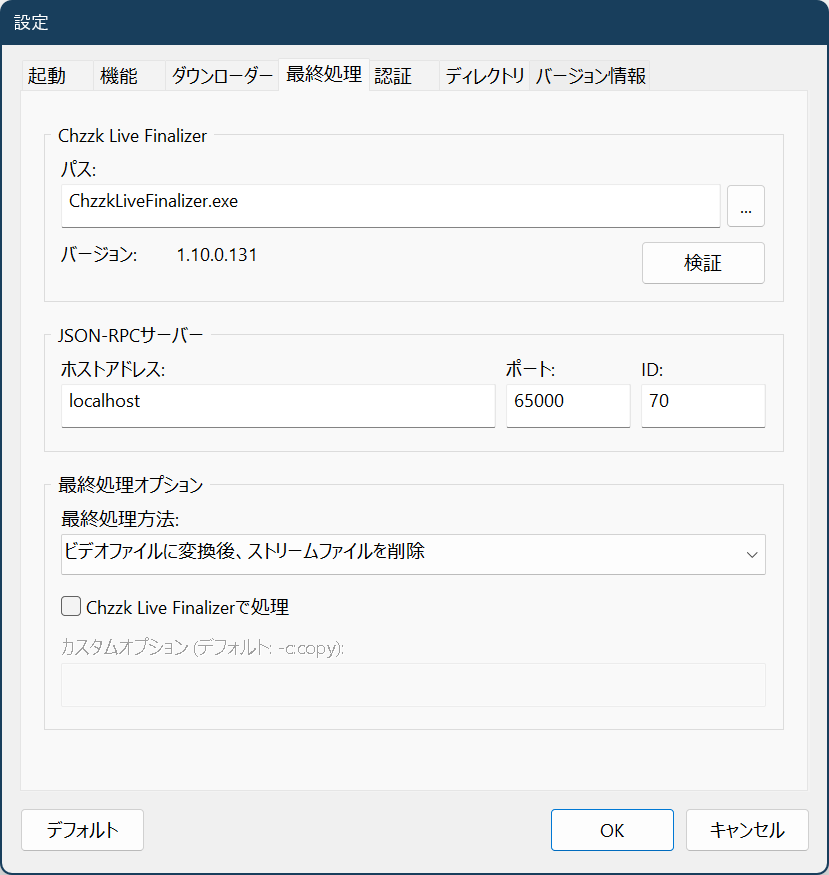 設定
起動 機能 ダウンローダー 最終処理 認証 ディレクトリ バージョン情報
Chzzk Live Finalizer
パス:
ChzzkLiveFinalizer.exe ...
バージョン: 1.10.0.131 検証
JSON-RPCサーバー
ホストアドレス: ポート: ID:
localhost 65000 70
最終処理オプション
最終処理方法:
ビデオファイルに変換後、ストリームファイルを削除
Chzzk Live Finalizerで処理
カスタムオプション (デフォルト: -c:copy):
デフォルト OK キャンセル